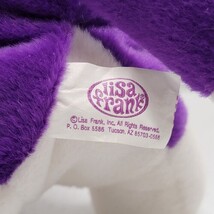 lisa
frank
©Lisa Frank, Inc. All Rights Reserved
P. O. Box 5586 Tucson, AZ 85703-0586